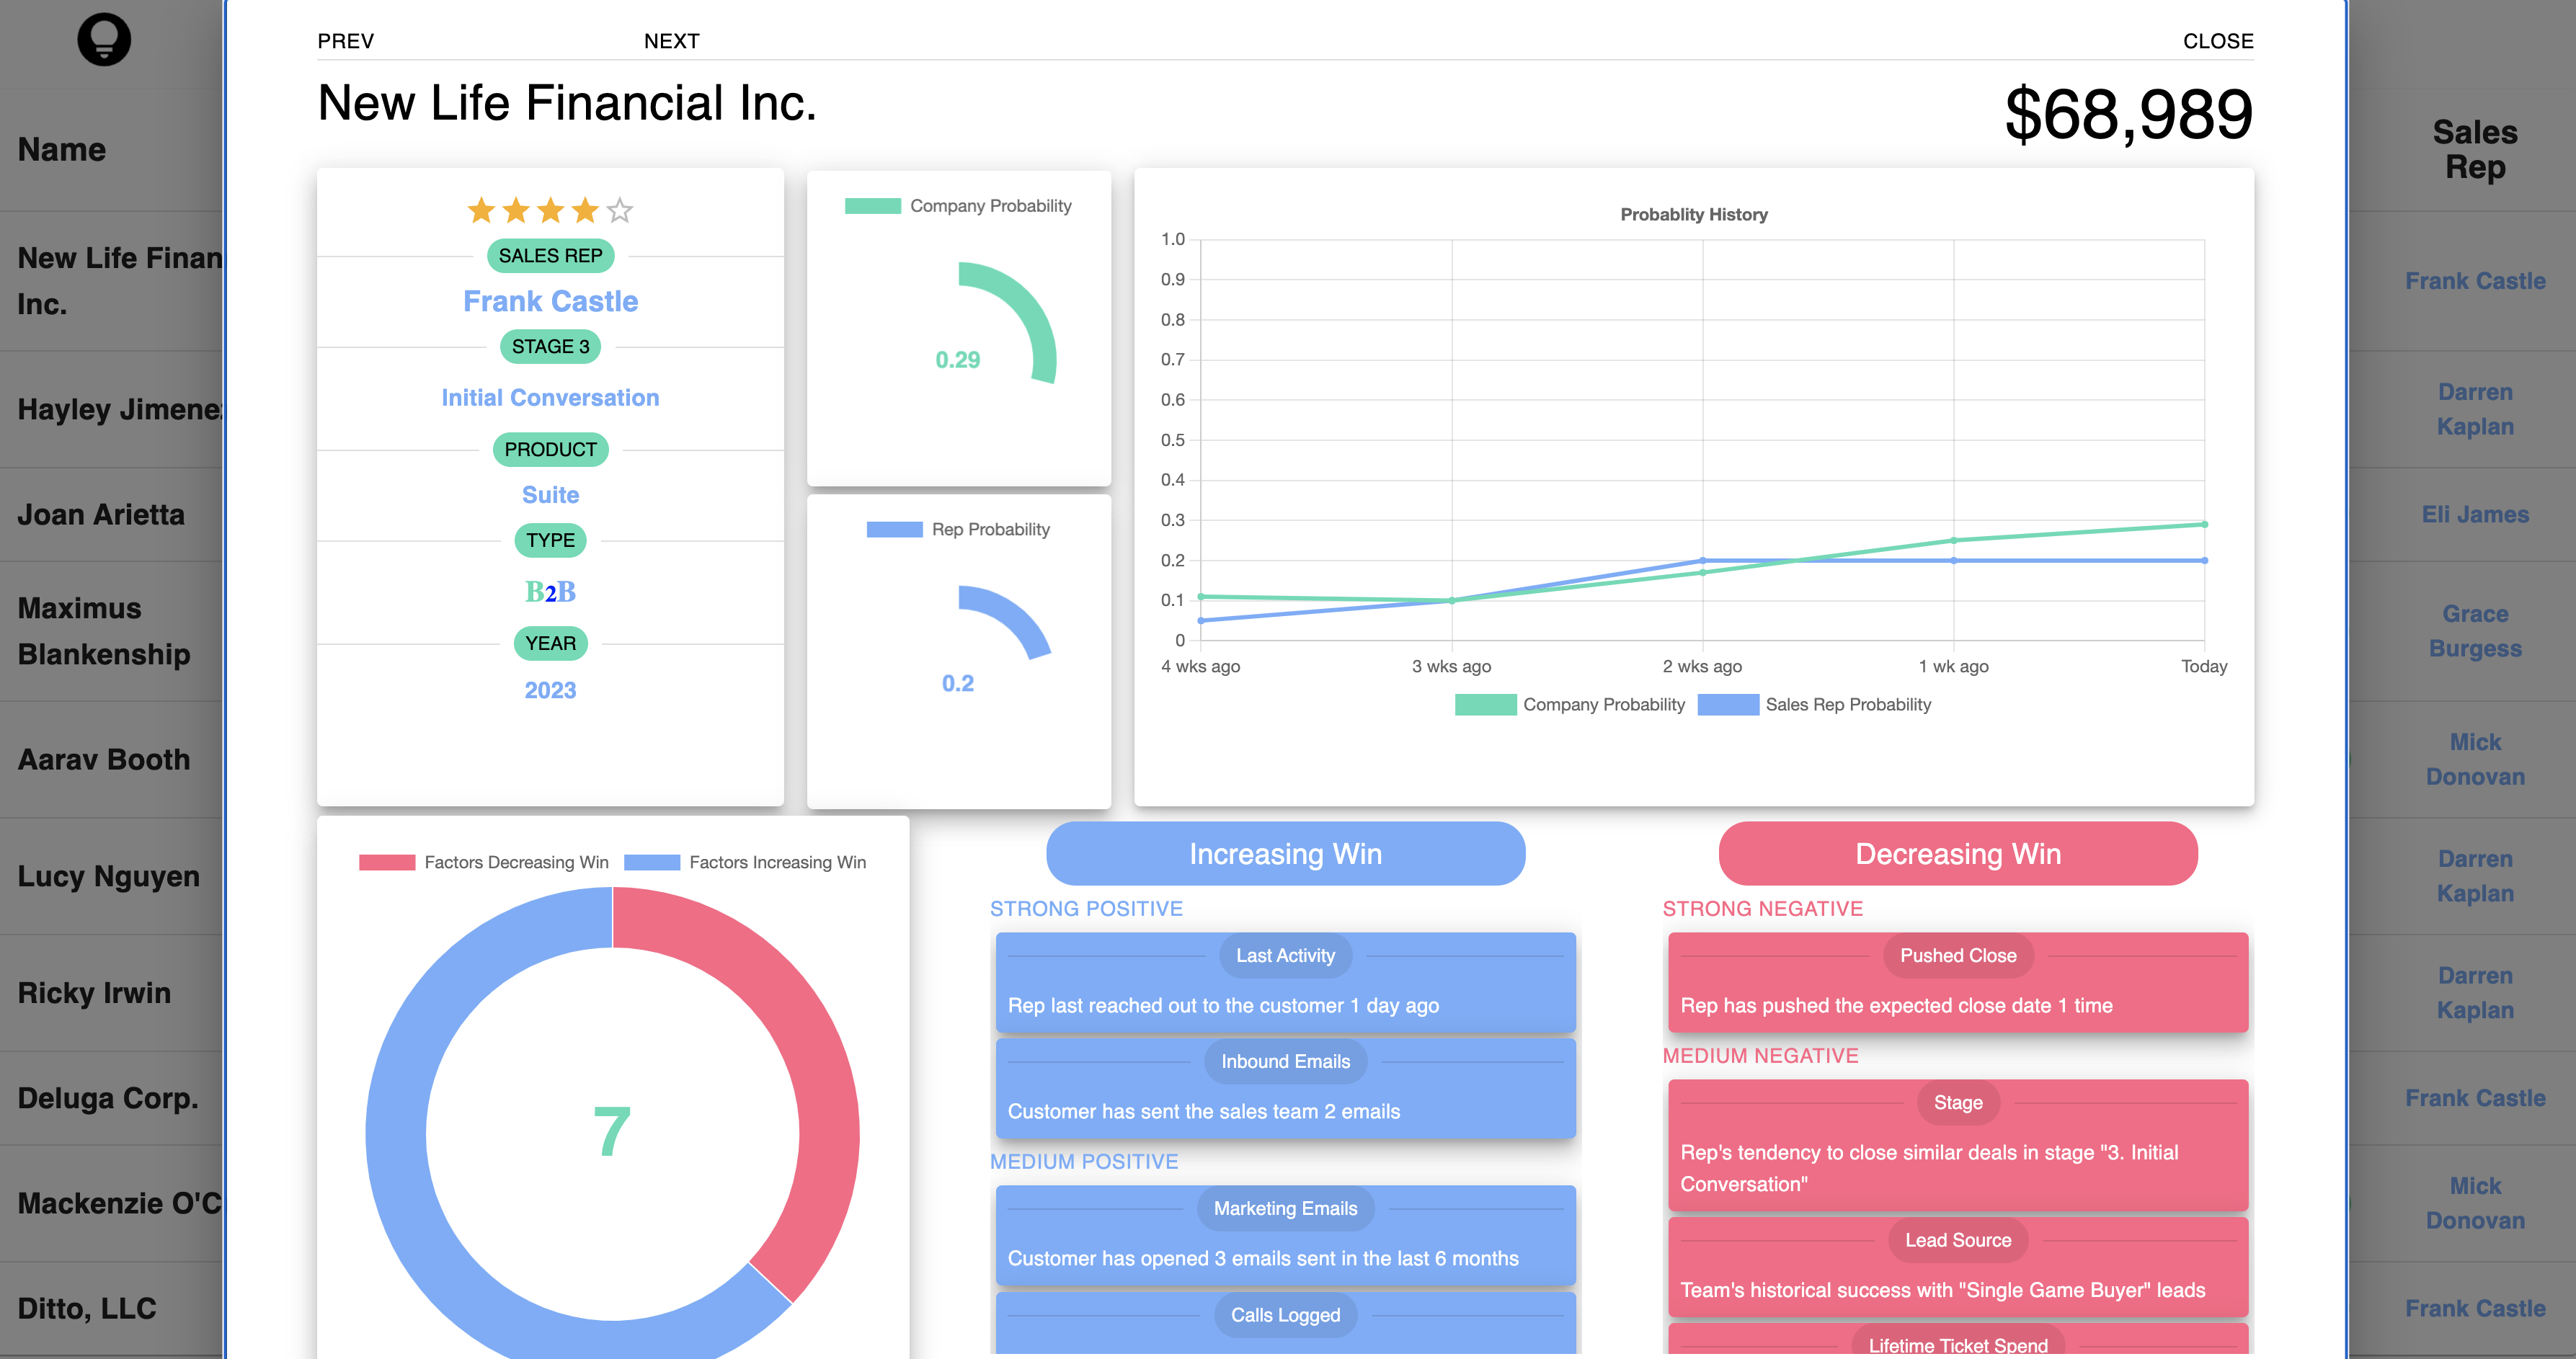 PREV
NEXT
CLOSE
New Life Financial Inc.
$68,989
Name
New Life Finan
Inc.
Hayley Jimene
Joan Arietta
Maximus
Blankenship
Aarav Booth
Lucy Nguyen
Ricky Irwin
Deluga Corp.
Mackenzie O'C
Ditto, LLC
SALES REP
Frank Castle
STAGE 3
Initial Conversation
PRODUCT
Suite
TYPE
B2B
YEAR
2023
Company Probability
0.29
Rep Probability
0.2
Probablity History
1.0
0.9
0.8
0.7
0.6
0.5
0.4
0.3
0.2
0.1
0
4 wks ago
3 wks ago
2 wks ago
1 wk ago
Today
Company Probability
Sales Rep Probability
Factors Decreasing Win
Factors Increasing Win
7
Increasing Win
STRONG POSITIVE
Last Activity
Rep last reached out to the customer 1 day ago
Inbound Emails
Customer has sent the sales team 2 emails
MEDIUM POSITIVE
Marketing Emails
Customer has opened 3 emails sent in the last 6 months
Calls Logged
Decreasing Win
STRONG NEGATIVE
Pushed Close
Rep has pushed the expected close date 1 time
MEDIUM NEGATIVE
Stage
Rep's tendency to close similar deals in stage "3. Initial
Conversation"
Lead Source
Team's historical success with "Single Game Buyer" leads
Lifetime Ticket Spend
Sales
Rep
Frank Castle
Darren
Kaplan
Eli James
Grace
Burgess
Mick
Donovan
Darren
Kaplan
Darren
Kaplan
Frank Castle
Mick
Donovan
Frank Castle